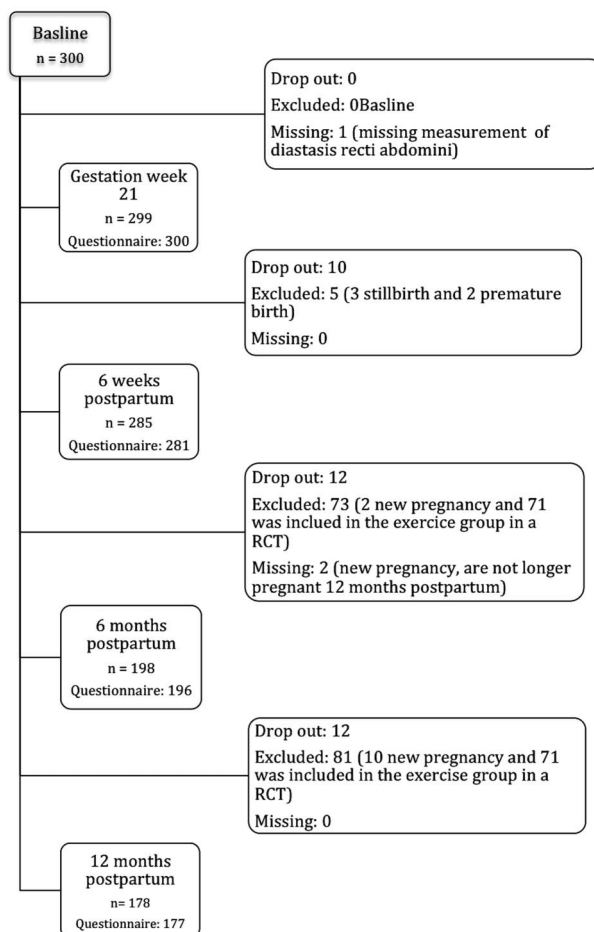 Basline
n = 300
Drop out: 0
Excluded: 0Basline
Missing: 1 (missing measurement of
diastasis recti abdomini)
Gestation week
21
n = 299
Questionnaire: 300
Drop out: 10
Excluded: 5 (3 stillbirth and 2 premature
birth)
Missing: 0
6 weeks
postpartum
n = 285
Questionnaire: 281
Drop out: 12
Excluded: 73 (2 new pregnancy and 71
was inclued in the exercice group in a
RCT)
Missing: 2 (new pregnancy, are not longer
pregnant 12 months postpartum)
6 months
postpartum
n = 198
Questionnaire: 196
Drop out: 12
Excluded: 81 (10 new pregnancy and 71
was included in the exercise group in a
RCT)
Missing: 0
12 months
postpartum
n= 178
Questionnaire: 177